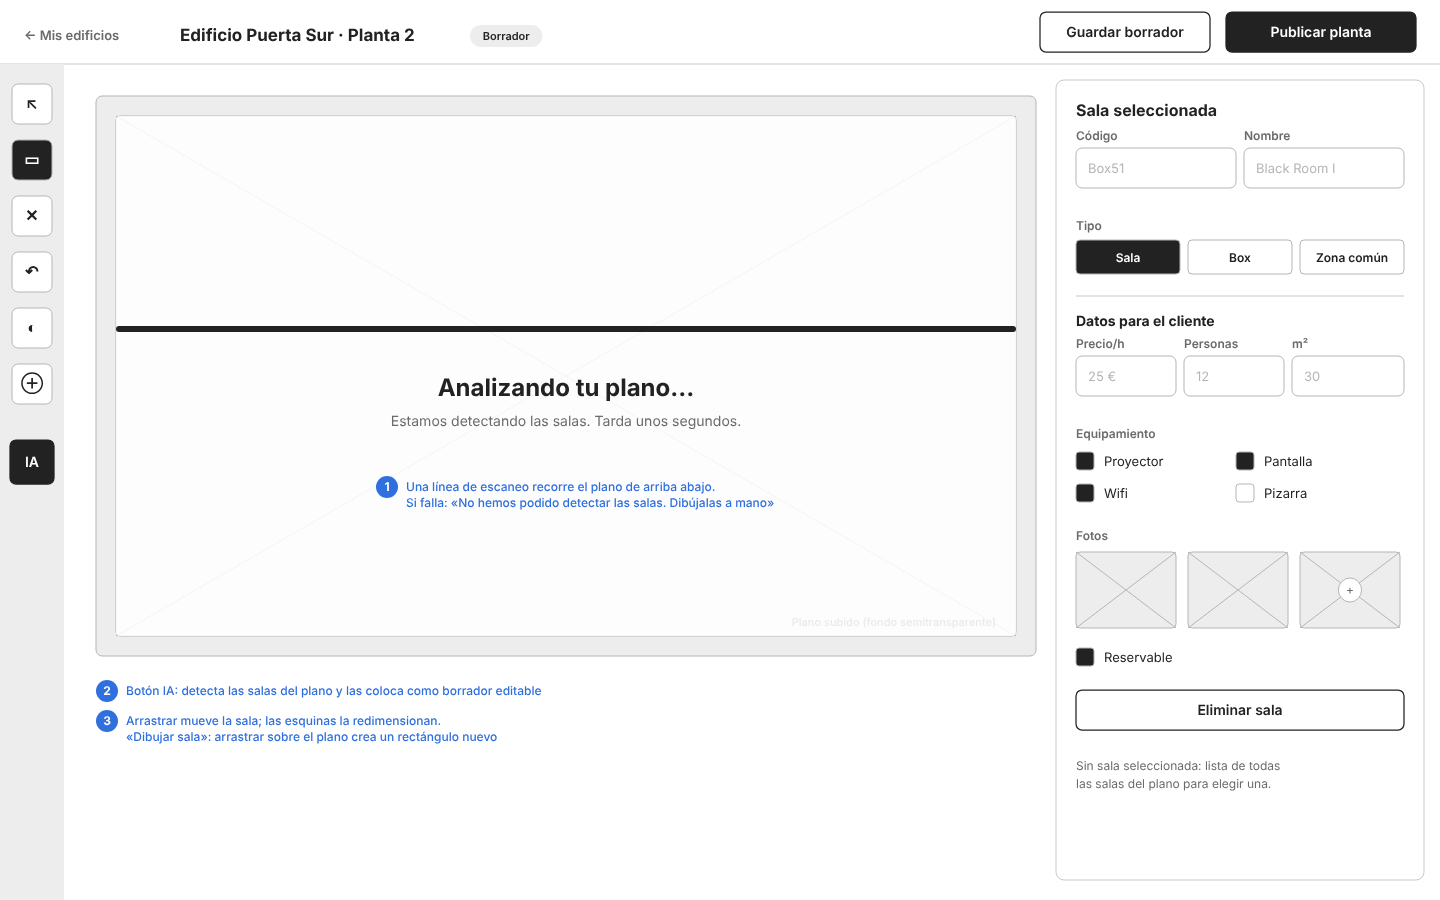 ← Mis edificios
Edificio Puerta Sur · Planta 2
Borrador
Guardar borrador
Publicar planta
IA
Analizando tu plano...
Estamos detectando las salas. Tarda unos segundos.
1 Una línea de escaneo recorre el plano de arriba abajo.
Si falla: «No hemos podido detectar las salas. Dibújalas a mano»
Plano subido (fondo semitransparente)
2 Botón IA: detecta las salas del plano y las coloca como borrador editable
3 Arrastrar mueve la sala; las esquinas la redimensionan.
«Dibujar sala»: arrastrar sobre el plano crea un rectángulo nuevo
Sala seleccionada
Código Nombre
Box51 Black Room I
Tipo
Sala Box Zona común
Datos para el cliente
Precio/h Personas m²
25 € 12 30
Equipamiento
Proyector Pantalla
Wifi Pizarra
Fotos
+
Reservable
Eliminar sala
Sin sala seleccionada: lista de todas
las salas del plano para elegir una.